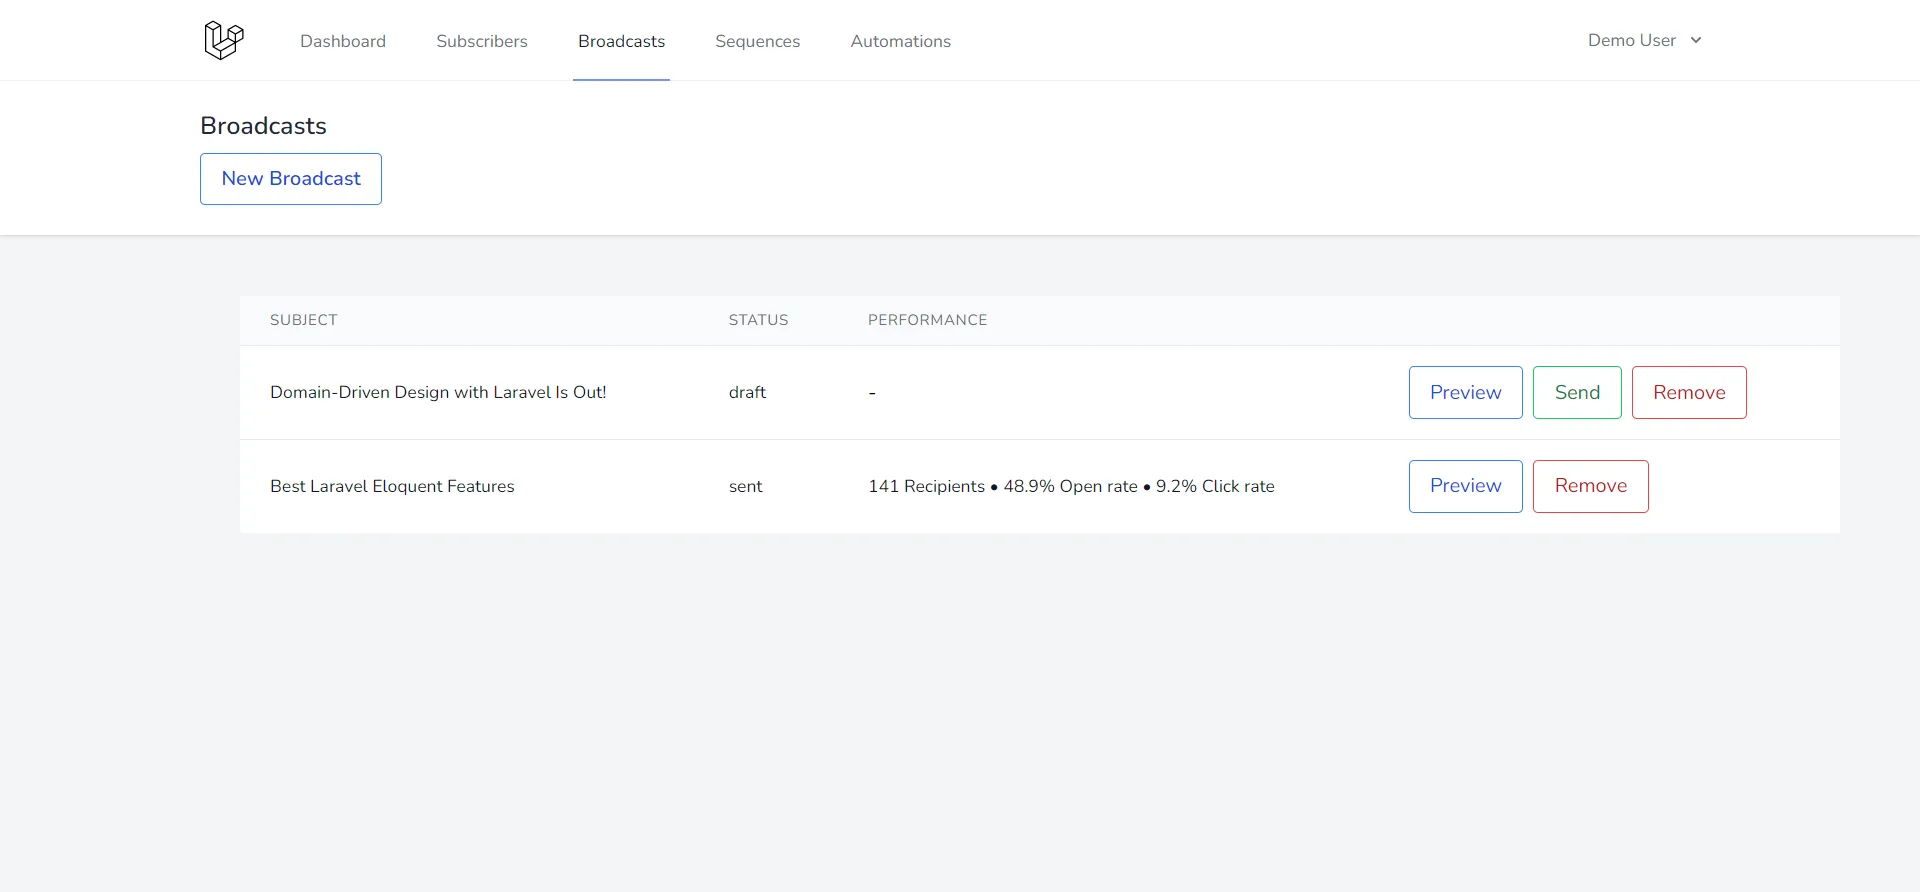 Dashboard Subscribers Broadcasts Sequences Automations Demo User
Broadcasts
New Broadcast
SUBJECT STATUS PERFORMANCE
Domain-Driven Design with Laravel Is Out! draft - Preview Send Remove
Best Laravel Eloquent Features sent 141 Recipients • 48.9% Open rate • 9.2% Click rate Preview Remove